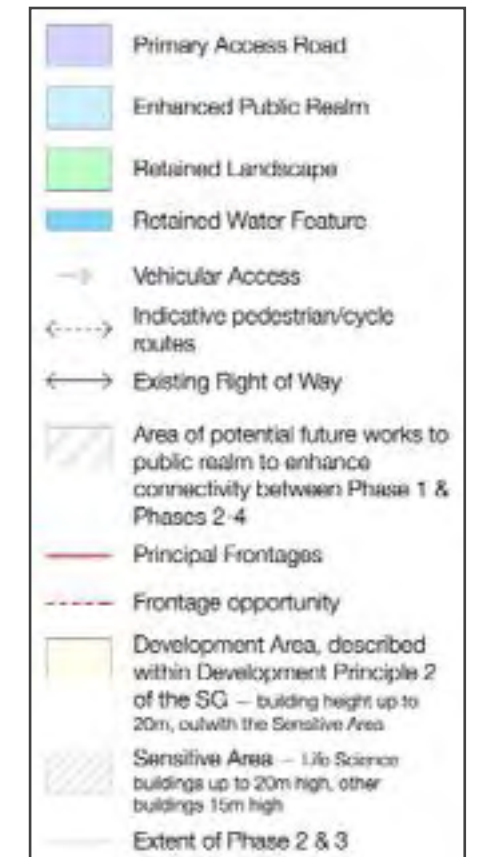 Primary Access Road
Enhanced Public Realm
Retained Landscape
Retained Water Feature
Vehicular Access
Indicative pedestrian/cycle
routes
Existing Right of Way
Area of potential future works to
public realm to enhance
connectivity between Phase 1 &
Phases 2-4
Principal Frontages
Frontage opportunity
Development Area, described
within Development Principle 2
of the SG – building height up to
20m, outwith the Sensitive Area
Sensitive Area – Life Science
buildings up to 20m high, other
buildings 15m high
Extent of Phase 2 & 3